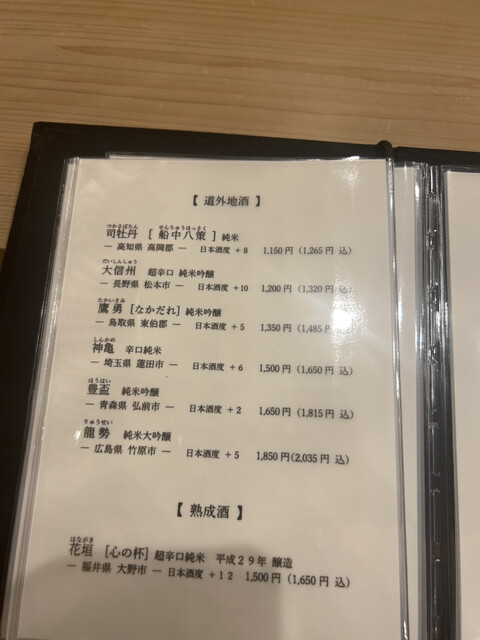 【 道外地酒 】
つかさぼたん せんちゅうはっさく
司牡丹 [ 船中八策 ] 純米
― 高知県 高岡郡 ― 日本酒度 + 8 1,150円 (1,265円 込)
だいしんしゅう
大信州 超辛口 純米吟醸
― 長野県 松本市 ― 日本酒度 + 10 1,200円 (1,320円 込)
たかいさみ
鷹勇 [なかだれ] 純米吟醸
― 鳥取県 東伯郡 ― 日本酒度 + 5 1,350円 (1,485円 込)
しんかめ
神亀 辛口純米
― 埼玉県 蓮田市 ― 日本酒度 + 6 1,500円 (1,650円 込)
ほうはい
豊盃 純米吟醸
― 青森県 弘前市 ― 日本酒度 + 2 1,650円 (1,815円 込)
りゅうせい
龍勢 純米大吟醸
― 広島県 竹原市 ― 日本酒度 + 5 1,850円 (2,035円 込)
【 熟成酒 】
はながき
花垣 [心の杯] 超辛口純米 平成29年 醸造
― 福井県 大野市 ― 日本酒度 + 12 1,500円 (1,650円 込)